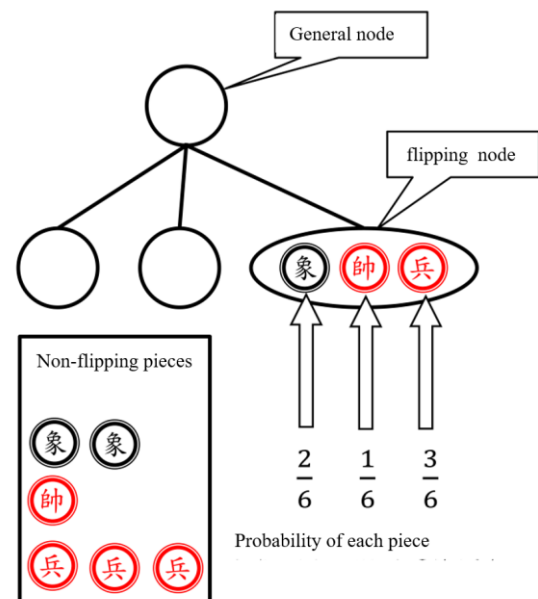 General node
flipping node
象 帥 兵
Non-flipping pieces
象 象
帥
兵 兵 兵
2/6 1/6 3/6
Probability of each piece